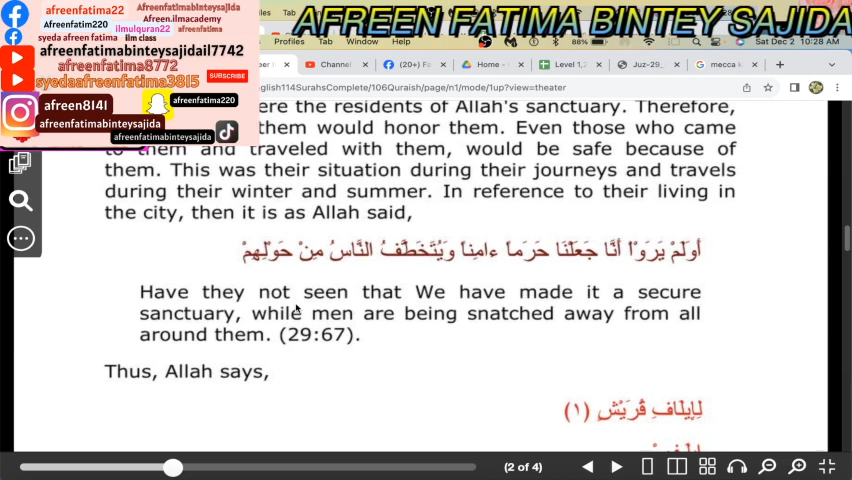 afreenfatima22
Afreenfatimabinteysajida
Afreen.ilmacademy
Afreenfatim220
ilmulquran22
afreenfatima
syeda afreen fatima
ilm class
afreenfatimabinteysajidail7742
afreenfatima8772
syedaafreenfatima3815
SUBSCRIBE
afreen8141
afreenfatima220
afreenfatimabinteysajida
afreenfatimabinteysajida
AFREEN FATIMA BINTEY SAJIDA
Profiles Tab Window Help 86% Sat Dec 2 10:28 AM
Channel (20+) Fa Level 1,2 Juz-29_ mecca k
english114SurahsComplete/106Quraish/page/n1/mode/1up?view=theater
ere the residents of Allah's sanctuary. Therefore,
them would honor them. Even those who came
to them and traveled with them, would be safe because of
them. This was their situation during their journeys and travels
during their winter and summer. In reference to their living in
the city, then it is as Allah said,
أَوَلَمْ يَرَوْاْ أَنَّا جَعَلْنَا حَرَماً ءامِناً وَيُتَخَطَّفُ النَّاسُ مِنْ حَوْلِهِمْ
Have they not seen that We have made it a secure
sanctuary, while men are being snatched away from all
around them. (29:67).
Thus, Allah says,
لِإِيلَافِ قُرَيْشٍ (١)
(2 of 4)